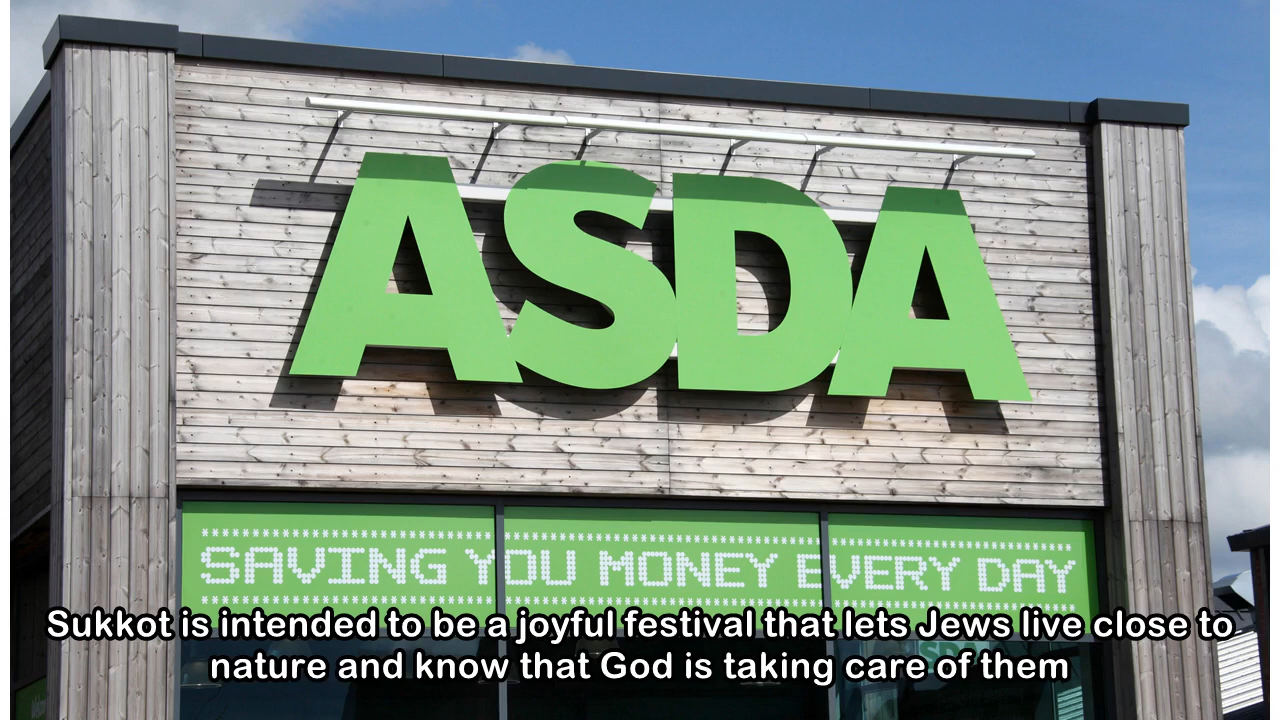 ASDA
SAVING YOU MONEY EVERY DAY
Sukkot is intended to be a joyful festival that lets Jews live close to
nature and know that God is taking care of them